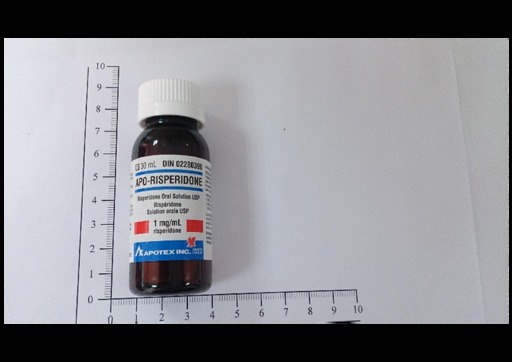 10
9
8
7
6
5
4
3
2
1
0
30 mL DIN 02280396
APO-RISPERIDONE
Risperidone Oral Solution USP
Rispéridone
Solution orale USP
1 mg/mL
risperidone
APOTEX INC.
0 1 2 3 4 5 6 7 8 9 10